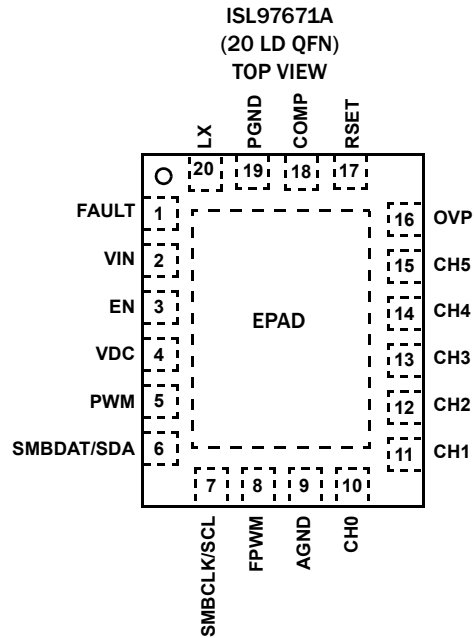 ISL97671A
(20 LD QFN)
TOP VIEW
LX
PGND
COMP
RSET
20
19
18
17
FAULT 1
VIN 2
EN 3
VDC 4
PWM 5
SMBDAT/SDA 6
EPAD
16 OVP
15 CH5
14 CH4
13 CH3
12 CH2
11 CH1
7
8
9
10
SMBCLK/SCL
FPWM
AGND
CH0